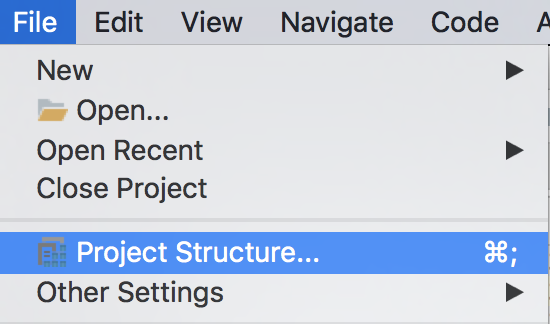 File Edit View Navigate Code
New
Open...
Open Recent
Close Project
Project Structure... ⌘;
Other Settings